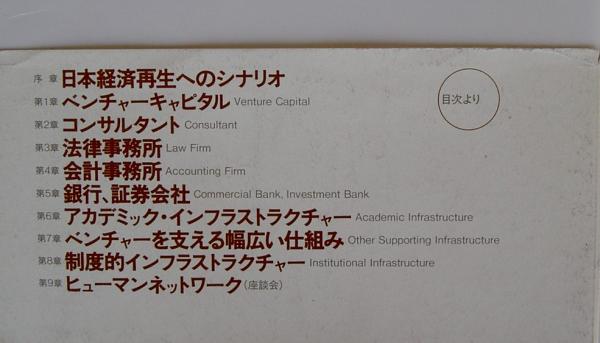 序章 日本経済再生へのシナリオ
目次より
第1章 ベンチャーキャピタル Venture Capital
第2章 コンサルタント Consultant
第3章 法律事務所 Law Firm
第4章 会計事務所 Accounting Firm
第5章 銀行、証券会社 Commercial Bank, Investment Bank
第6章 アカデミック・インフラストラクチャー Academic Infrastructure
第7章 ベンチャーを支える幅広い仕組み Other Supporting Infrastructure
第8章 制度的インフラストラクチャー Institutional Infrastructure
第9章 ヒューマンネットワーク(座談会)